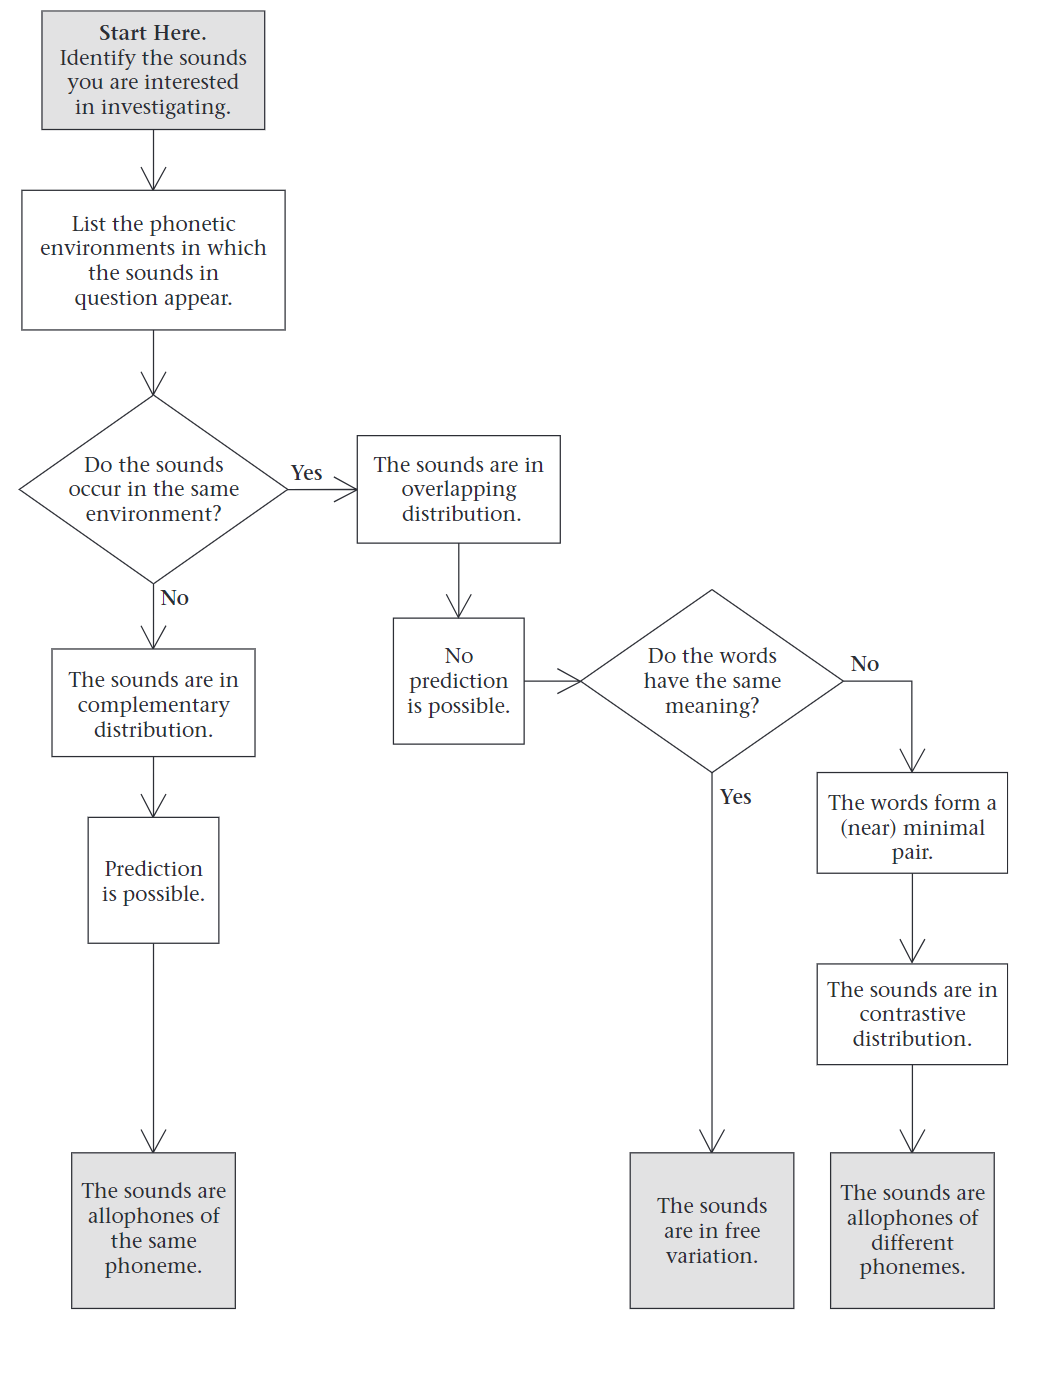 Start Here.
Identify the sounds
you are interested
in investigating.
List the phonetic
environments in which
the sounds in
question appear.
Do the sounds
occur in the same
environment?
Yes
The sounds are in
overlapping
distribution.
No
The sounds are in
complementary
distribution.
Prediction
is possible.
No
prediction
is possible.
Do the words
have the same
meaning?
No
Yes
The words form a
(near) minimal
pair.
The sounds are in
contrastive
distribution.
The sounds are
allophones of
the same
phoneme.
The sounds
are in free
variation.
The sounds are
allophones of
different
phonemes.